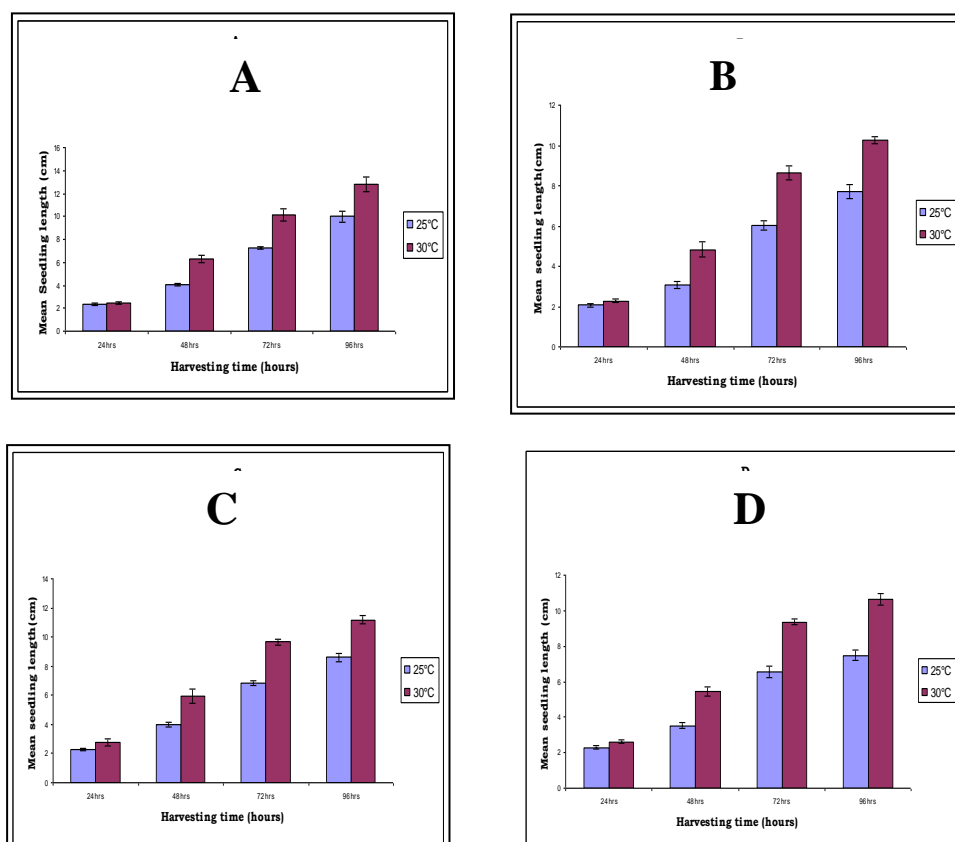 A
Mean Seedling length (cm)
16
14
12
10
8
6
4
2
0
24hrs 48hrs 72hrs 96hrs
Harvesting time (hours)
25°C
30°C
B
Mean seedling length(cm)
12
10
8
6
4
2
0
24hrs 48hrs 72hrs 96hrs
Harvesting time (hours)
25°C
30°C
C
Mean seedling length(cm)
14
12
10
8
6
4
2
0
24hrs 48hrs 72hrs 96hrs
Harvesting time (hours)
25°C
30°C
D
Mean seedling length(cm)
12
10
8
6
4
2
0
24hrs 48hrs 72hrs 96hrs
Harvesting time (hours)
25°C
30°C